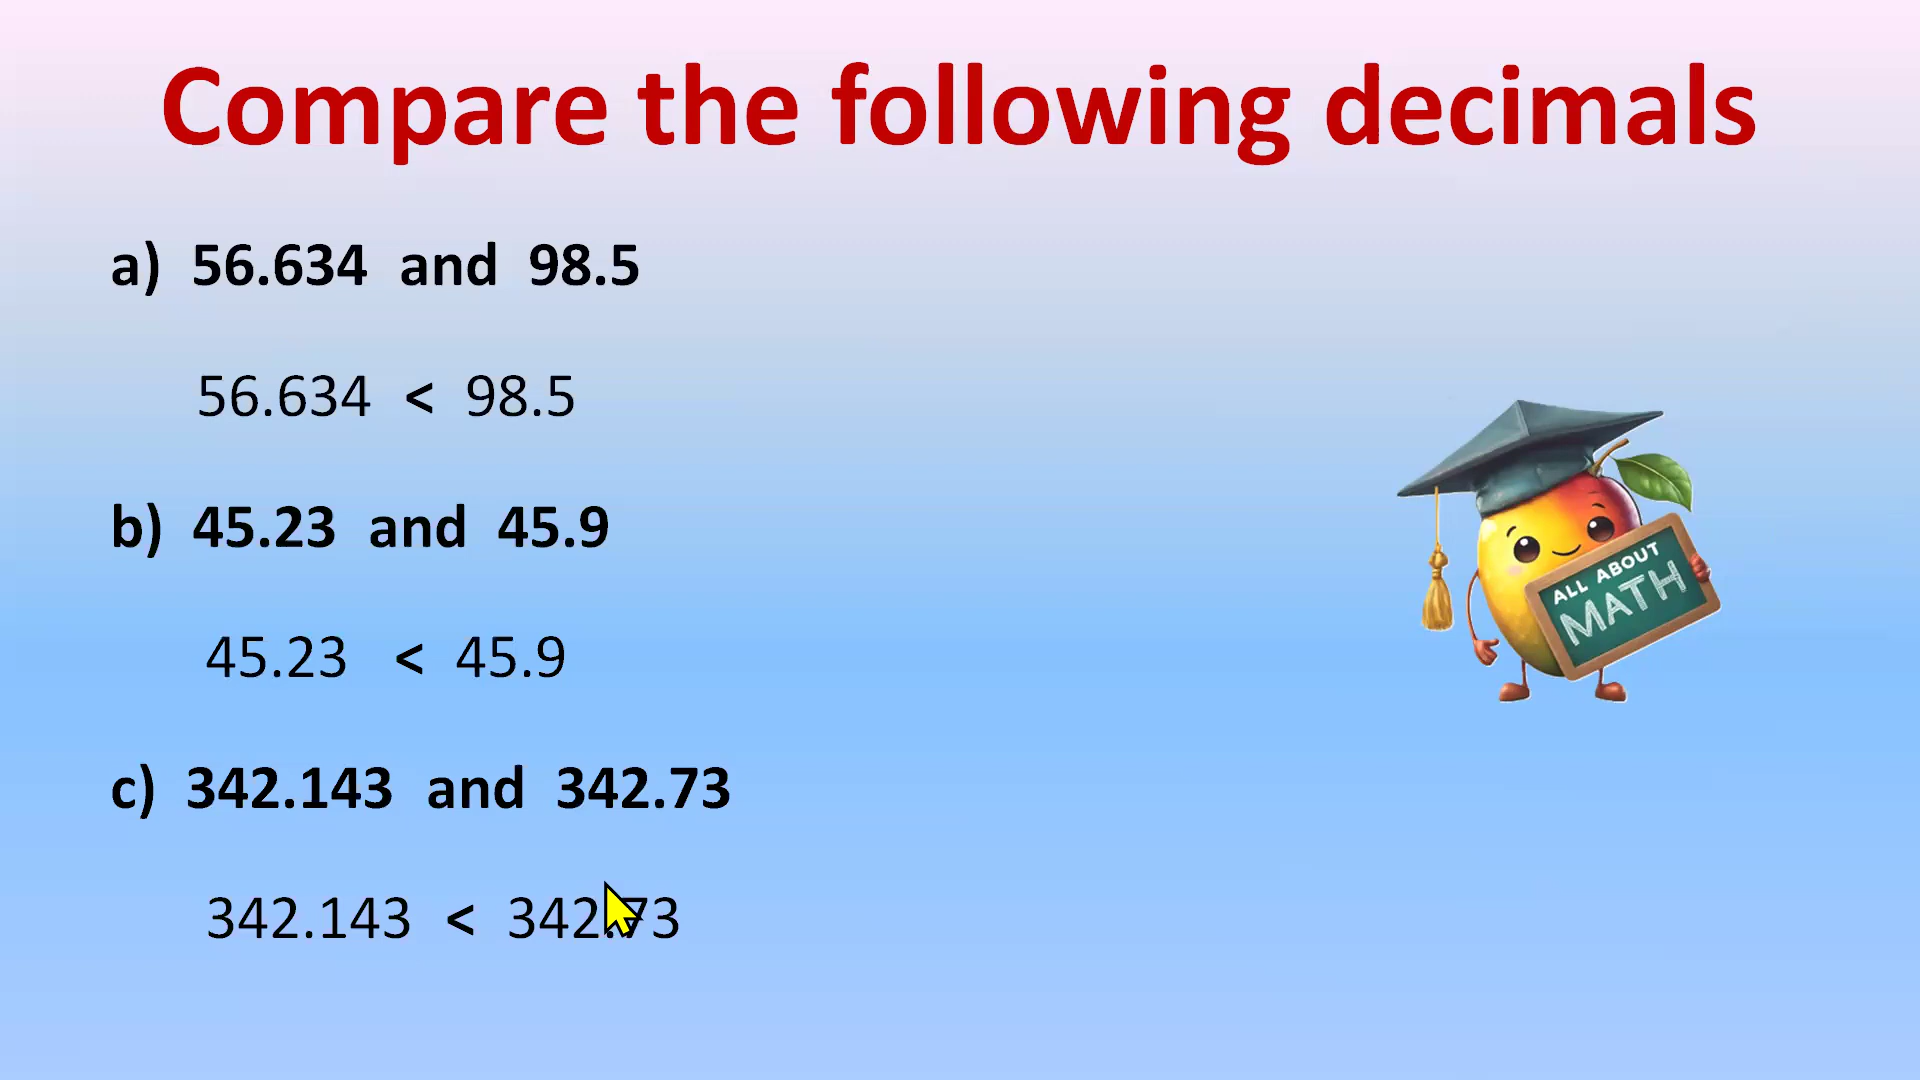 Compare the following decimals
a) 56.634 and 98.5
56.634 < 98.5
b) 45.23 and 45.9
45.23 < 45.9
c) 342.143 and 342.73
342.143 < 342.73
ALL ABOUT
MATH